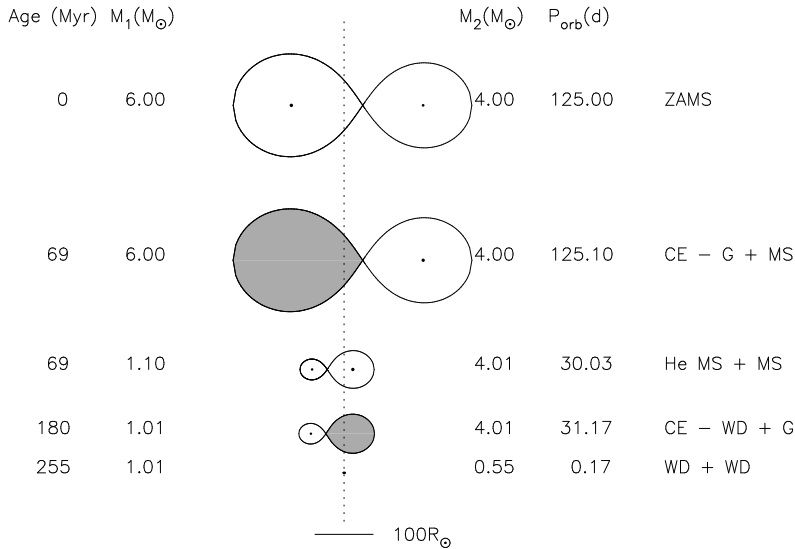 Age (Myr) M₁(M☉) M₂(M☉) Pₒᵣb(d)
0 6.00 4.00 125.00 ZAMS
69 6.00 4.00 125.10 CE – G + MS
69 1.10 4.01 30.03 He MS + MS
180 1.01 4.01 31.17 CE – WD + G
255 1.01 0.55 0.17 WD + WD
100R☉